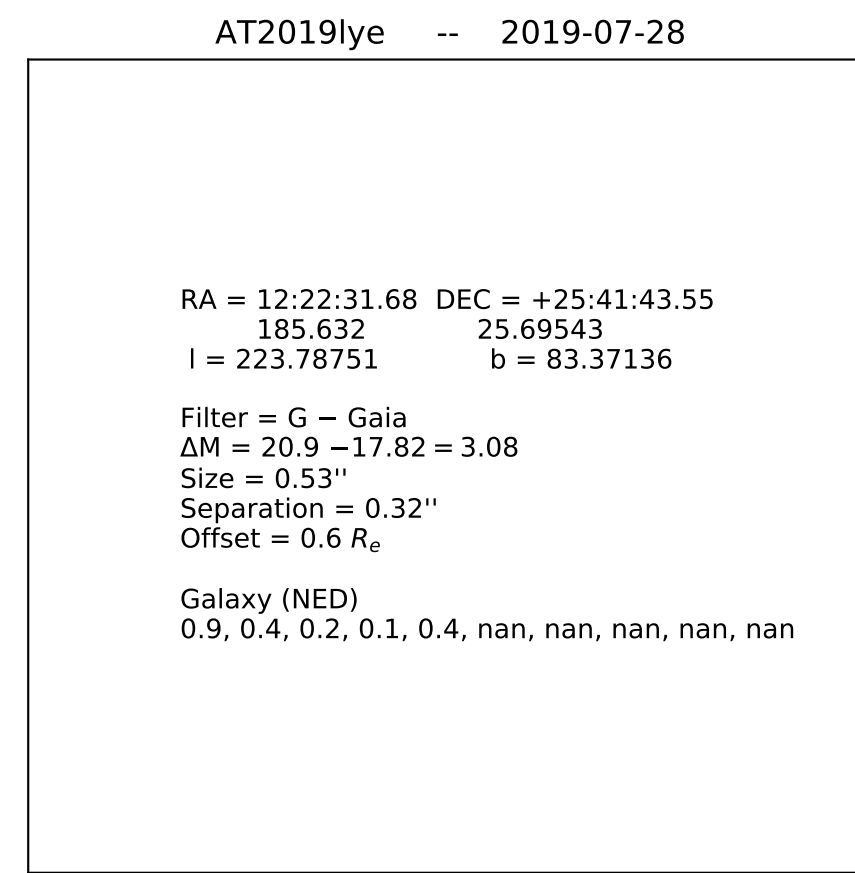 AT2019lye -- 2019-07-28
RA = 12:22:31.68 DEC = +25:41:43.55
185.632 25.69543
l = 223.78751 b = 83.37136
Filter = G − Gaia
ΔM = 20.9 −17.82 = 3.08
Size = 0.53''
Separation = 0.32''
Offset = 0.6 Rₑ
Galaxy (NED)
0.9, 0.4, 0.2, 0.1, 0.4, nan, nan, nan, nan, nan